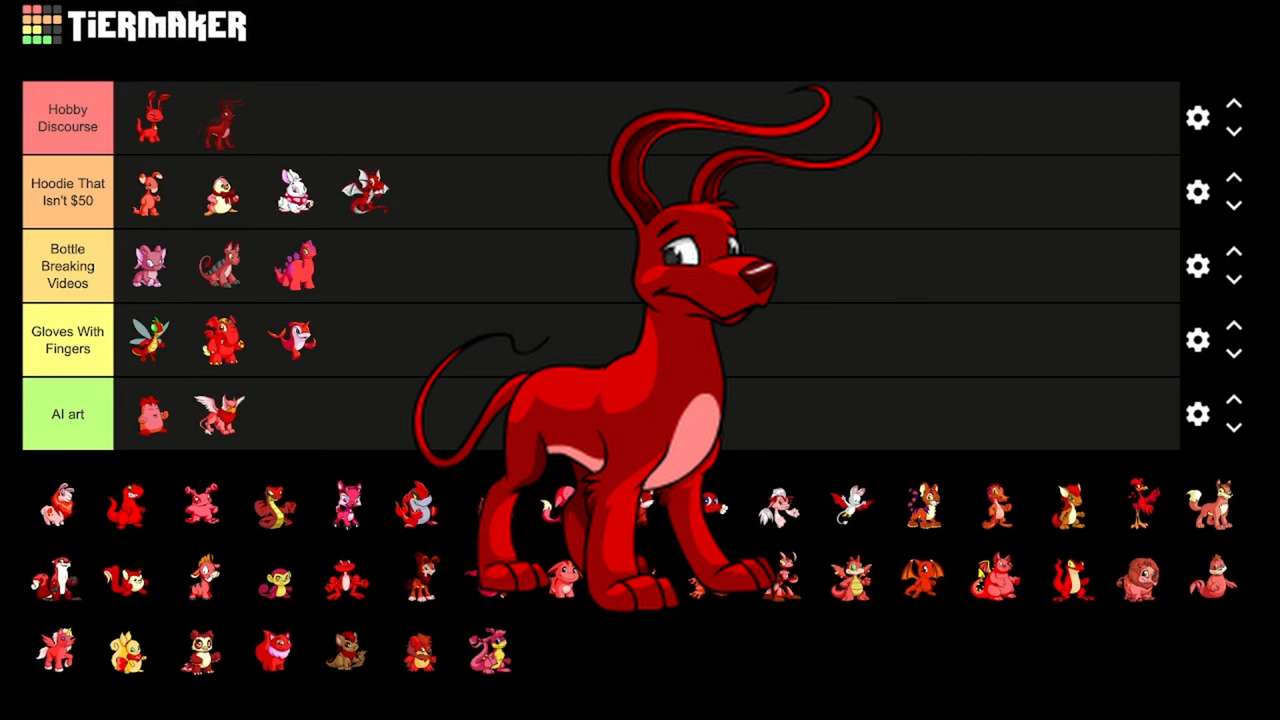 TIERMAKER
Hobby
Discourse
Hoodie That
Isn't $50
Bottle
Breaking
Videos
Gloves With
Fingers
AI art